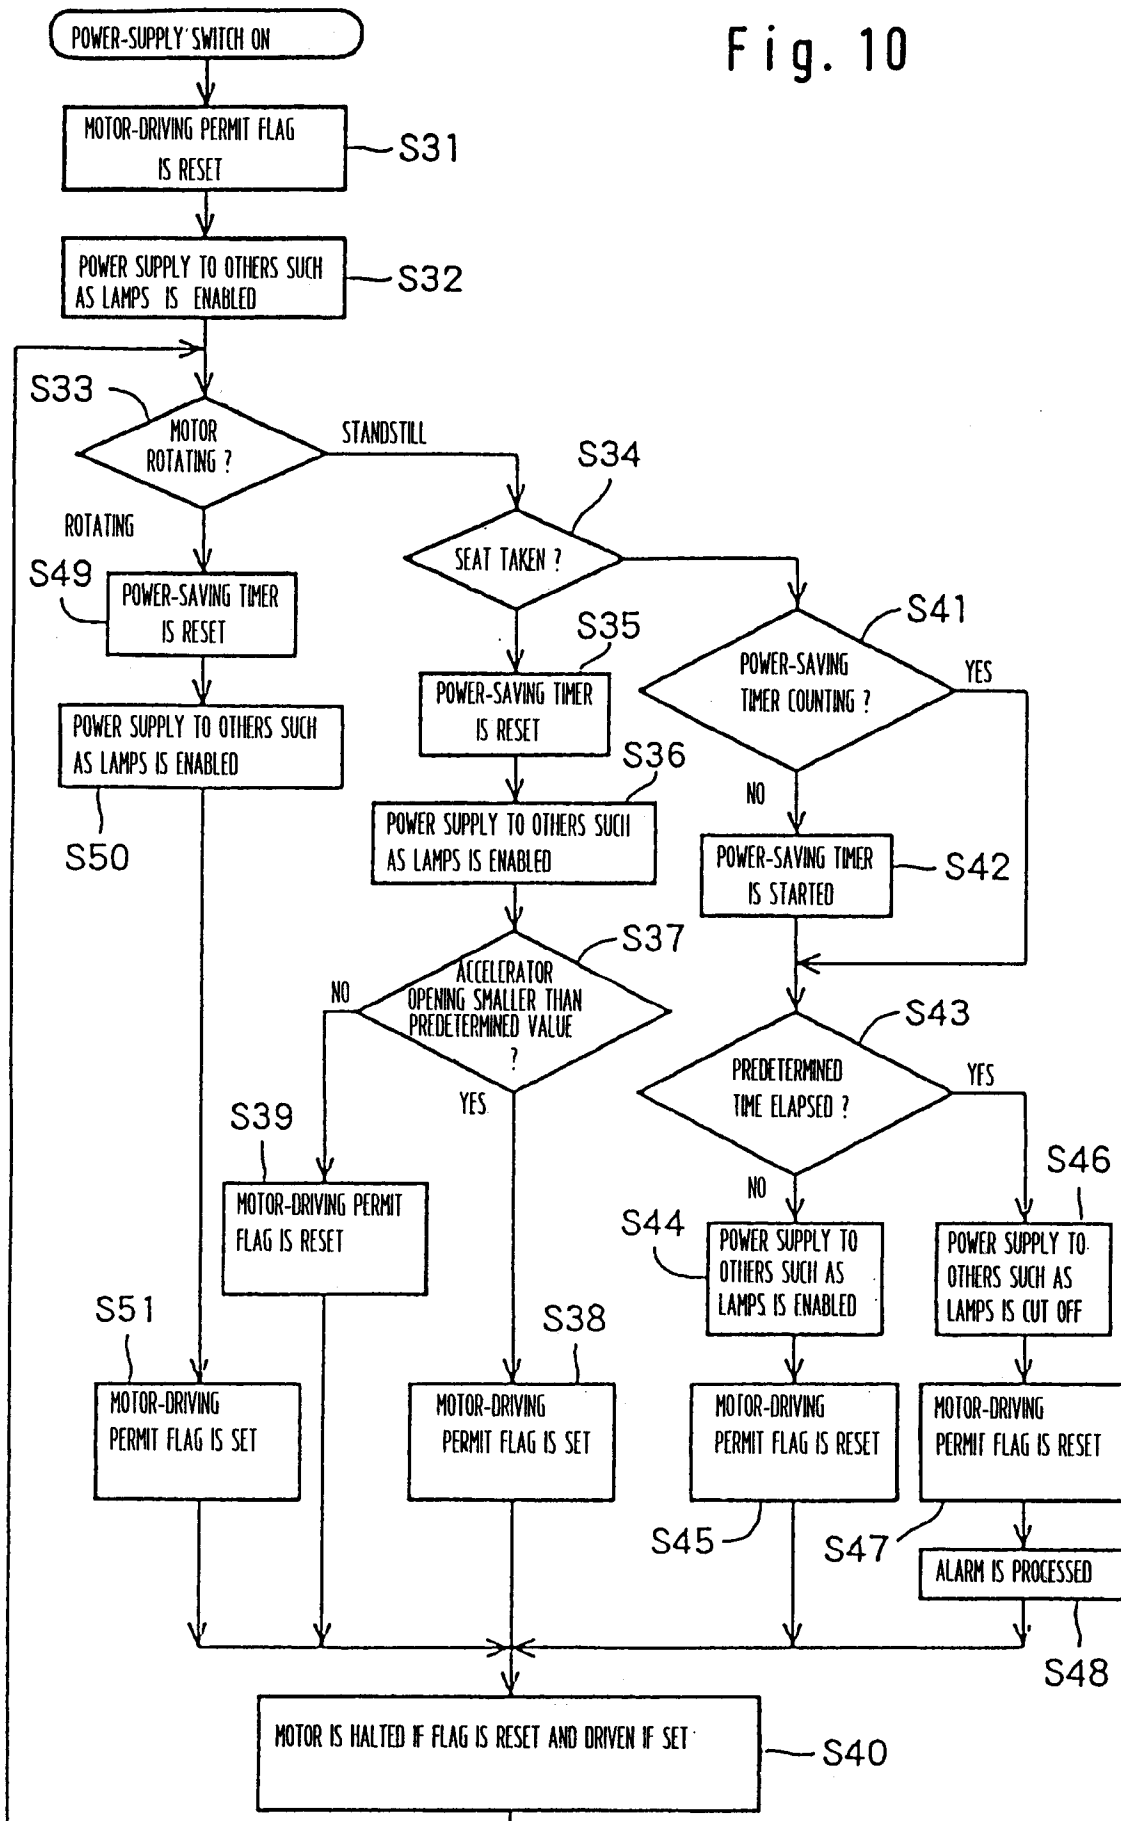 Fig. 10
POWER-SUPPLY SWITCH ON
MOTOR-DRIVING PERMIT FLAG
IS RESET
S31
POWER SUPPLY TO OTHERS SUCH
AS LAMPS IS ENABLED
S32
S33
MOTOR
ROTATING ?
STANDSTILL
ROTATING
S34
SEAT TAKEN ?
S49
POWER-SAVING TIMER
IS RESET
S35
POWER-SAVING TIMER
IS RESET
S41
POWER-SAVING
TIMER COUNTING ?
YES
NO
POWER SUPPLY TO OTHERS SUCH
AS LAMPS IS ENABLED
S50
S36
POWER SUPPLY TO OTHERS SUCH
AS LAMPS IS ENABLED
POWER-SAVING TIMER
IS STARTED
S42
S37
ACCELERATOR
OPENING SMALLER THAN
PREDETERMINED VALUE
?
NO
YES
S43
PREDETERMINED
TIME ELAPSED ?
YES
NO
S39
MOTOR-DRIVING PERMIT
FLAG IS RESET
S44
POWER SUPPLY TO
OTHERS SUCH AS
LAMPS IS ENABLED
S46
POWER SUPPLY TO
OTHERS SUCH AS
LAMPS IS CUT OFF
S51
MOTOR-DRIVING
PERMIT FLAG IS SET
S38
MOTOR-DRIVING
PERMIT FLAG IS SET
MOTOR-DRIVING
PERMIT FLAG IS RESET
S45
MOTOR-DRIVING
PERMIT FLAG IS RESET
S47
ALARM IS PROCESSED
S48
MOTOR IS HALTED IF FLAG IS RESET AND DRIVEN IF SET
S40